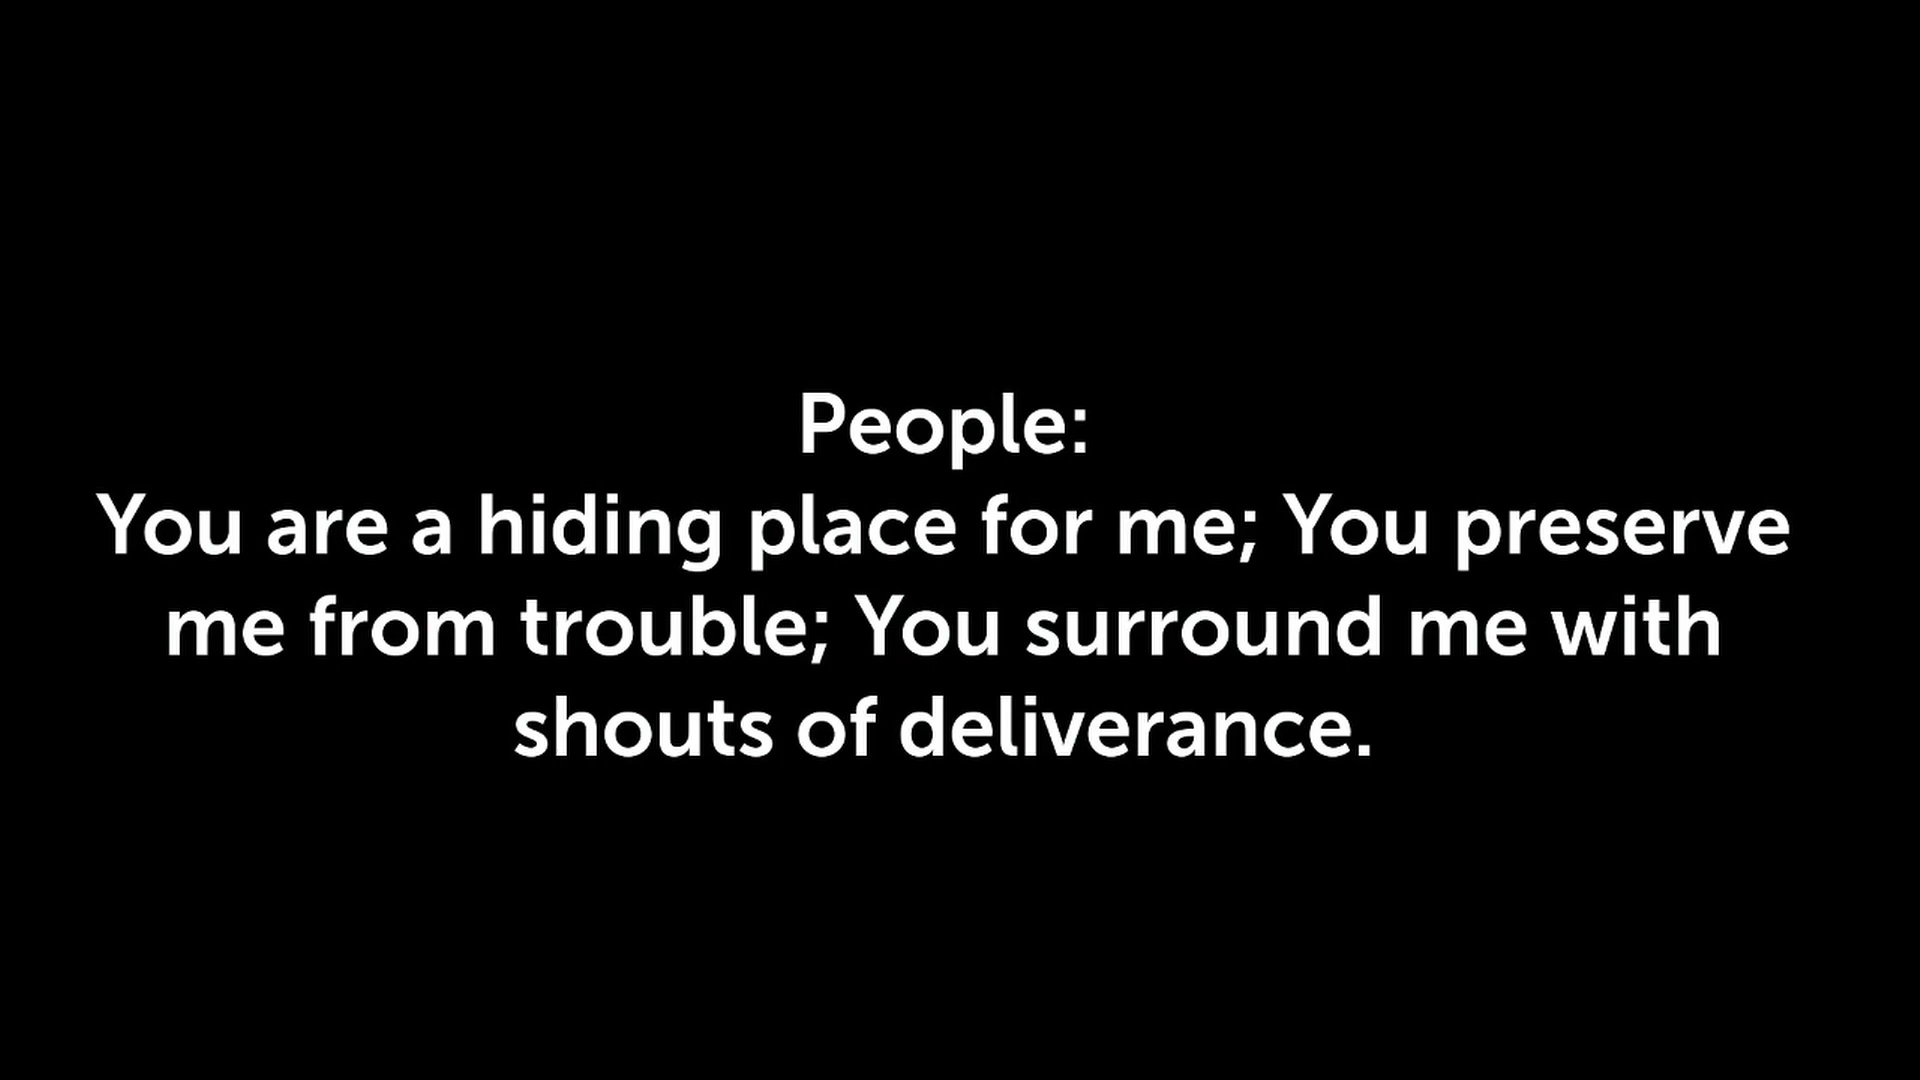 People:
You are a hiding place for me; You preserve
me from trouble; You surround me with
shouts of deliverance.